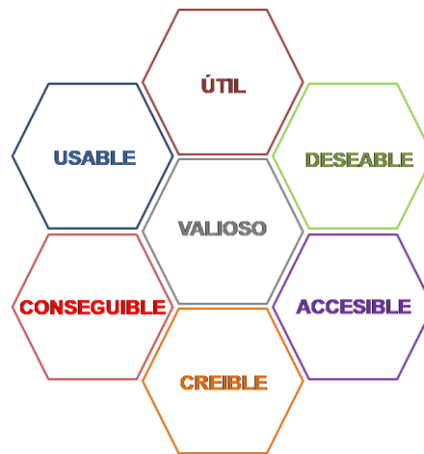 ÚTIL
USABLE
DESEABLE
VALIOSO
CONSEGUIBLE
ACCESIBLE
CREIBLE